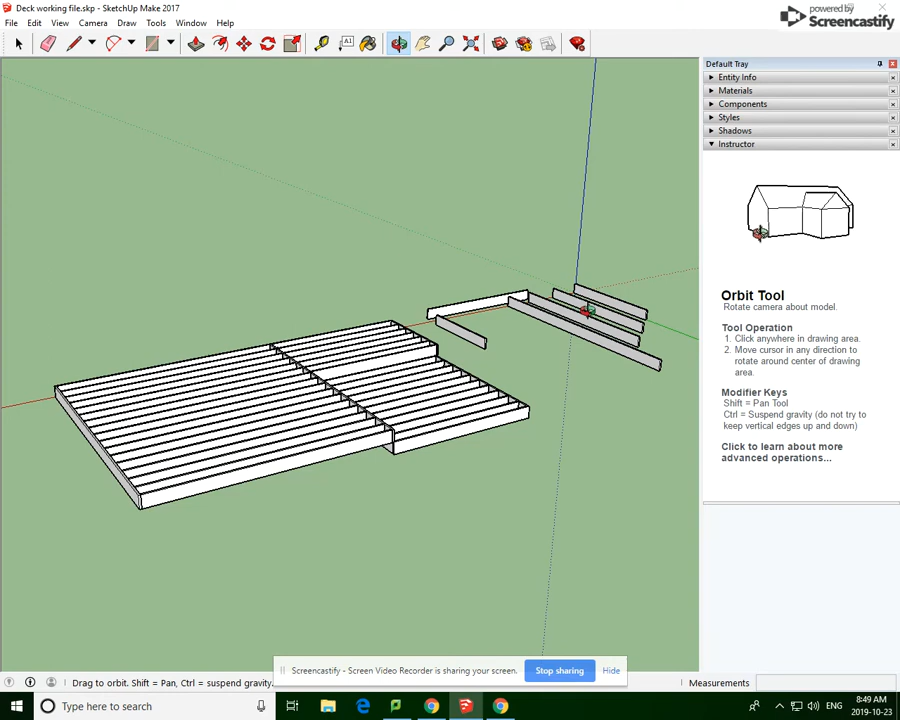 Deck working file.skp - SketchUp Make 2017
powered by
Screencastify
File Edit View Camera Draw Tools Window Help
A1
Default Tray
Entity Info
Materials
Components
Styles
Shadows
Instructor
Orbit Tool
Rotate camera about model.
Tool Operation
1. Click anywhere in drawing area.
2. Move cursor in any direction to
rotate around center of drawing
area.
Modifier Keys
Shift = Pan Tool
Ctrl = Suspend gravity (do not try to
keep vertical edges up and down)
Click to learn about more
advanced operations...
Screencastify - Screen Video Recorder is sharing your screen. Stop sharing Hide
Drag to orbit. Shift = Pan, Ctrl = suspend gravity.
Measurements
Type here to search
ENG
8:49 AM
2019-10-23